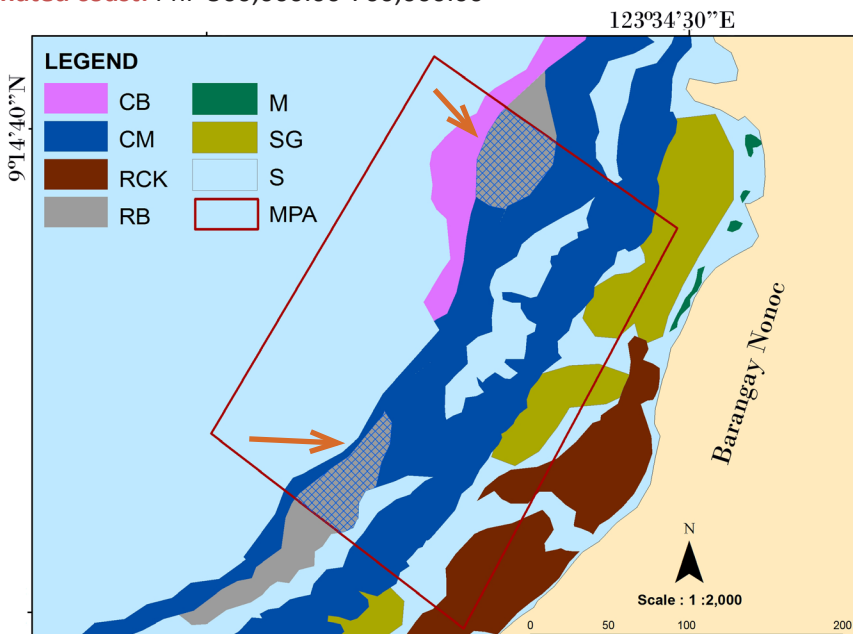 123º34'30"E
9º14'40"N
LEGEND
CB
M
CM
SG
RCK
S
RB
MPA
Barangay Nonoc
N
Scale : 1 :2,000
0 50 100 200